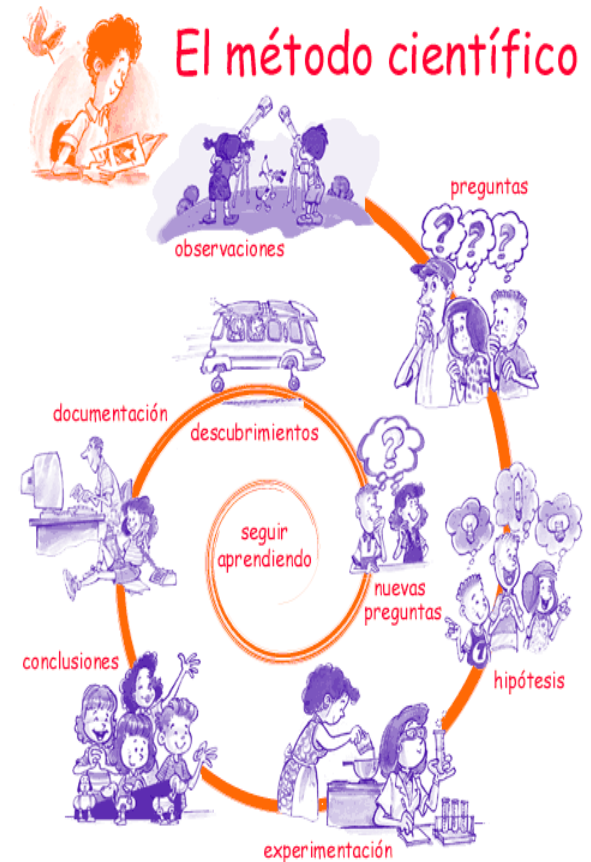 El método científico
observaciones
preguntas
hipótesis
experimentación
conclusiones
documentación
descubrimientos
nuevas
preguntas
seguir
aprendiendo